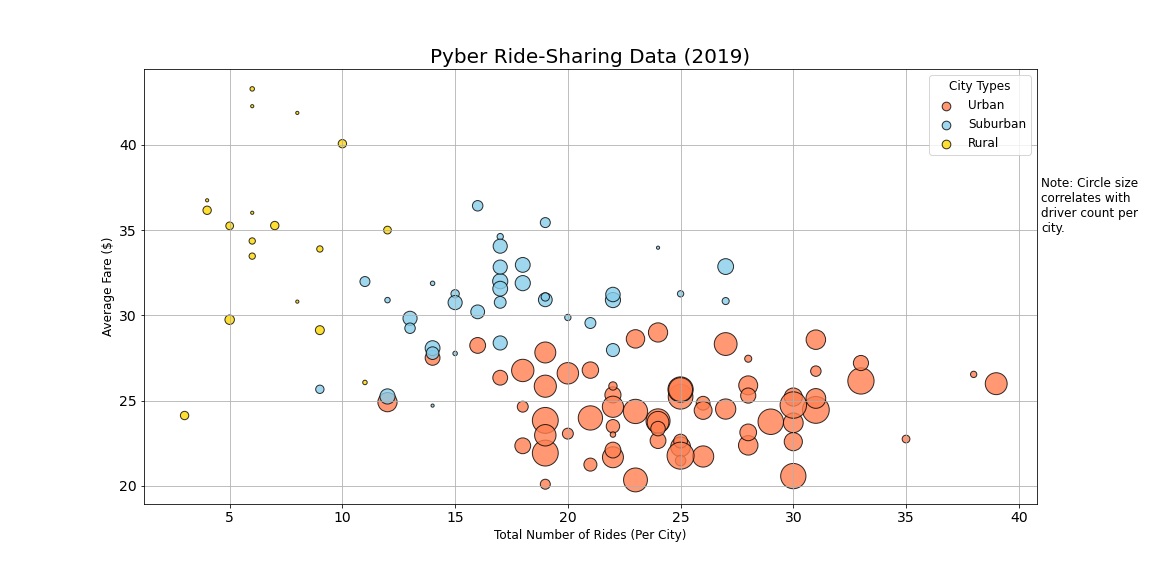 Pyber Ride-Sharing Data (2019)
City Types
Urban
Suburban
Rural
40
35
30
25
20
Average Fare ($)
Note: Circle size
correlates with
driver count per
city.
5
10
15
20
25
30
35
40
Total Number of Rides (Per City)